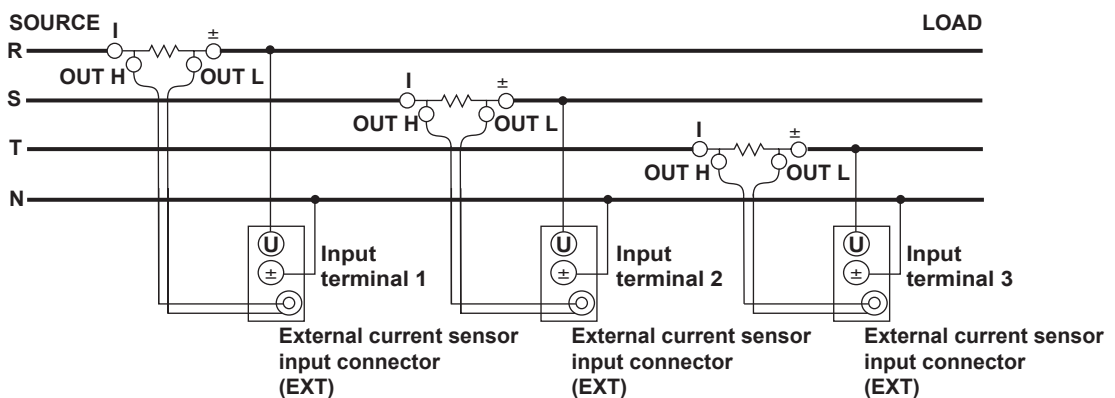 SOURCE
LOAD
I
±
R
OUT H
OUT L
I
±
S
OUT H
OUT L
I
±
T
OUT H
OUT L
N
U
±
Input
terminal 1
External current sensor
input connector
(EXT)
U
±
Input
terminal 2
External current sensor
input connector
(EXT)
U
±
Input
terminal 3
External current sensor
input connector
(EXT)